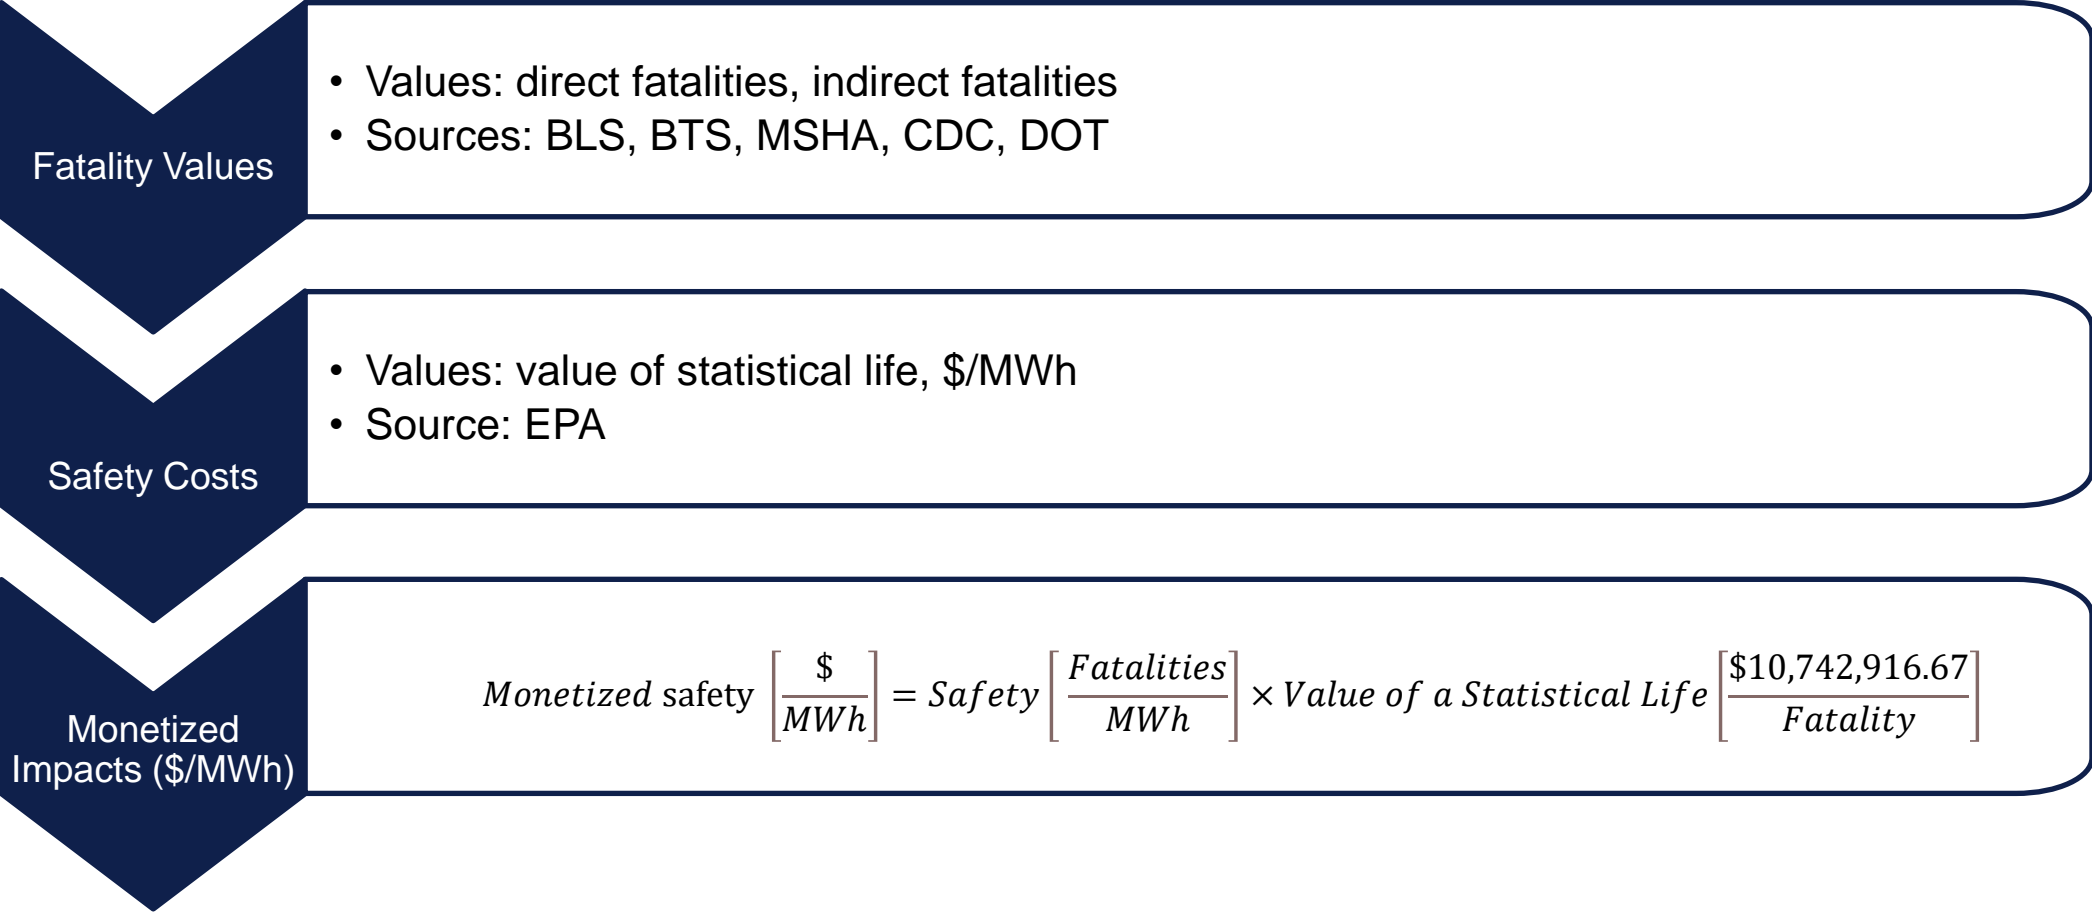 Fatality Values
• Values: direct fatalities, indirect fatalities
• Sources: BLS, BTS, MSHA, CDC, DOT
Safety Costs
• Values: value of statistical life, $/MWh
• Source: EPA
Monetized
Impacts ($/MWh)
Monetized safety [$/MWh] = Safety [Fatalities/MWh] × Value of a Statistical Life [$10,742,916.67/Fatality]